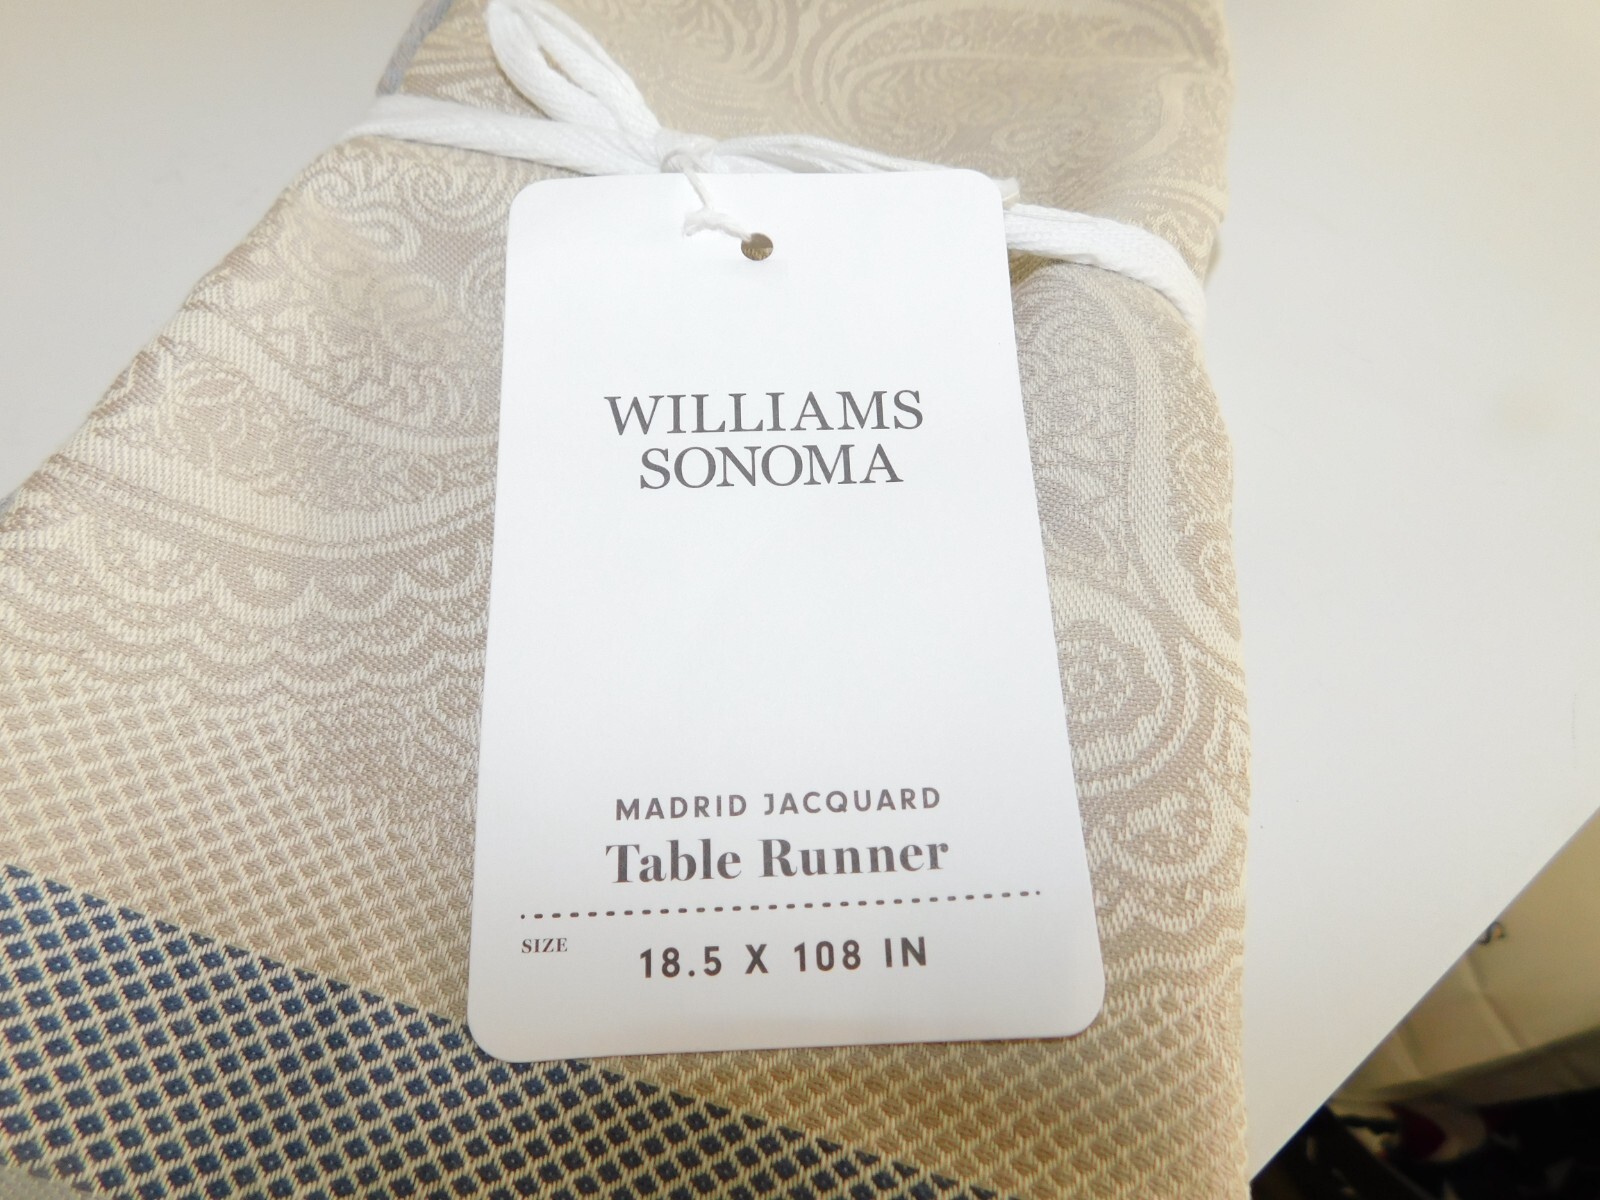 WILLIAMS
SONOMA
MADRID JACQUARD
Table Runner
SIZE
18.5 X 108 IN